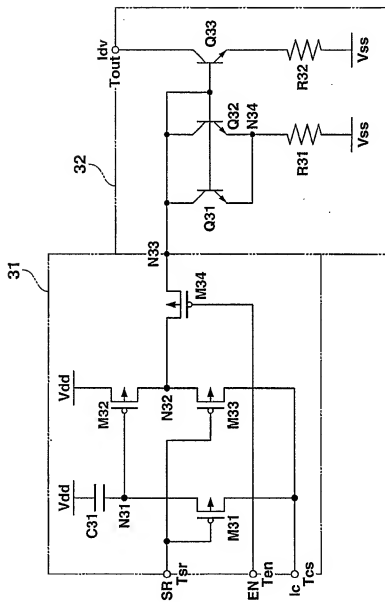 31
32
Vdd
Vdd
C31
M32
N31
N32
M31
M33
M34
N33
SR
Tsr
EN
Ten
Ic
Tcs
Idv
Tout
Q31
Q32
Q33
N34
R31
R32
Vss
Vss